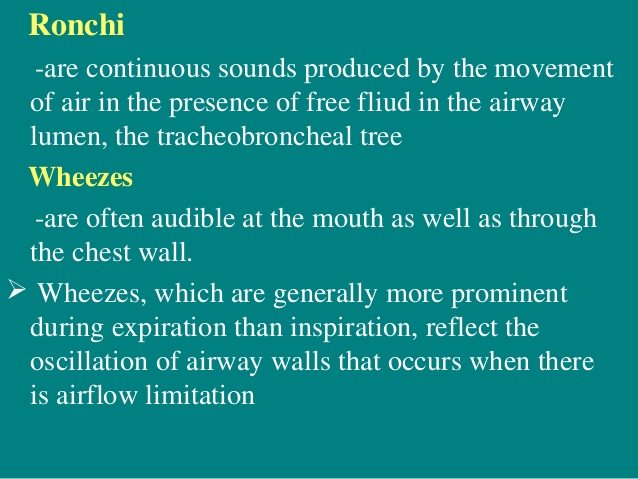 Ronchi
-are continuous sounds produced by the movement
of air in the presence of free fliud in the airway
lumen, the tracheobroncheal tree
Wheezes
-are often audible at the mouth as well as through
the chest wall.
➢ Wheezes, which are generally more prominent
during expiration than inspiration, reflect the
oscillation of airway walls that occurs when there
is airflow limitation